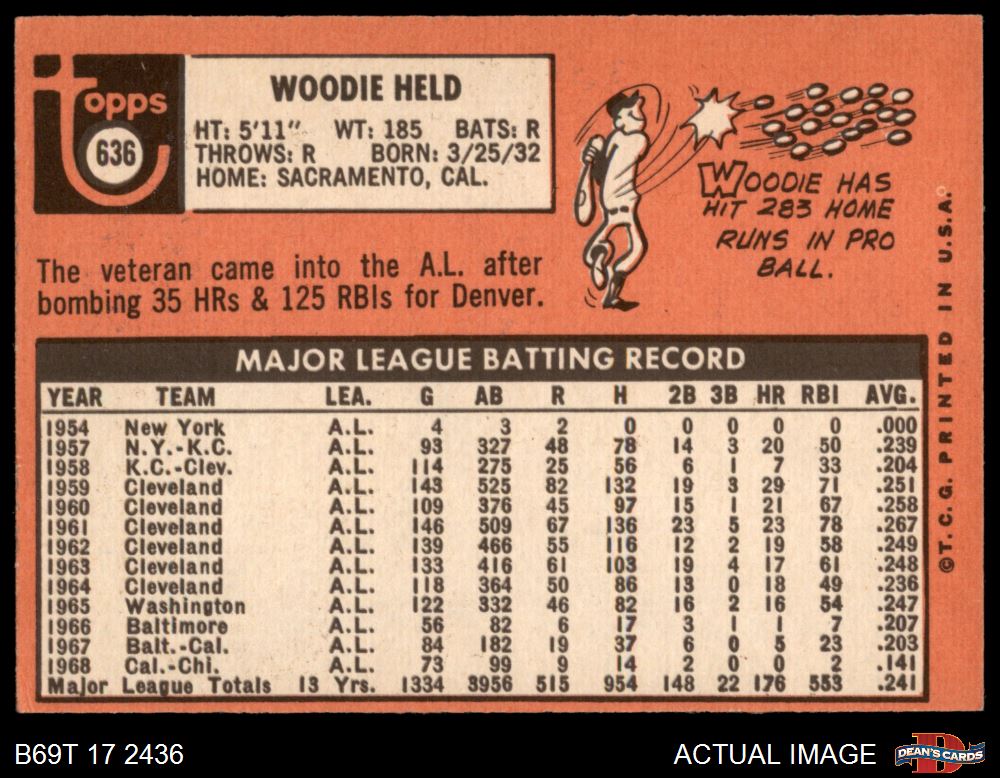 Topps
636
WOODIE HELD
HT: 5'11" WT: 185 BATS: R
THROWS: R BORN: 3/25/32
HOME: SACRAMENTO, CAL.
WOODIE HAS
HIT 283 HOME
RUNS IN PRO
BALL.
The veteran came into the A.L. after
bombing 35 HRs & 125 RBIs for Denver.
MAJOR LEAGUE BATTING RECORD
YEAR TEAM LEA. G AB R H 2B 3B HR RBI AVG.
1954 New York A.L. 4 3 2 0 0 0 0 0 .000
1957 N.Y.-K.C. A.L. 93 327 48 78 14 3 20 50 .239
1958 K.C.-Clev. A.L. 114 275 25 56 6 1 7 33 .204
1959 Cleveland A.L. 143 525 82 132 19 3 29 71 .251
1960 Cleveland A.L. 109 376 45 97 15 1 21 67 .258
1961 Cleveland A.L. 146 509 67 136 23 5 23 78 .267
1962 Cleveland A.L. 139 466 55 116 12 2 19 58 .249
1963 Cleveland A.L. 133 416 61 103 19 4 17 61 .248
1964 Cleveland A.L. 118 364 50 86 13 0 18 49 .236
1965 Washington A.L. 122 332 46 82 16 2 16 54 .247
1966 Baltimore A.L. 56 82 6 17 3 1 1 7 .207
1967 Balt.-Cal. A.L. 84 182 19 37 6 0 5 23 .203
1968 Cal.-Chi. A.L. 73 99 9 14 2 0 0 2 .141
Major League Totals 13 Yrs. 1334 3956 515 954 148 22 176 553 .241
©T. C. G. PRINTED IN U.S.A.
B69T 17 2436
ACTUAL IMAGE
DEAN'S CARDS